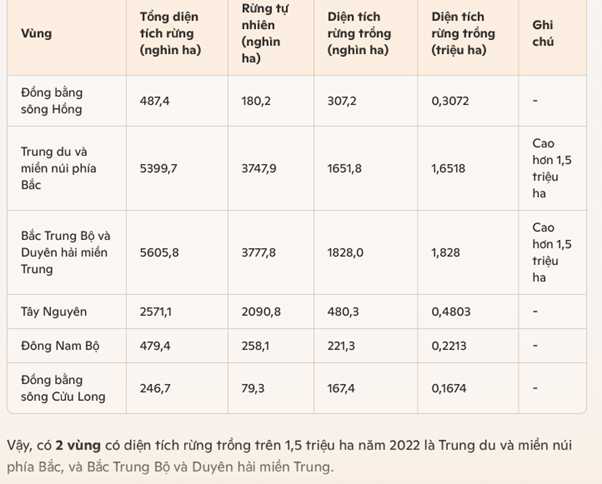 Vùng
Tổng diện
tích rừng
(nghìn ha)
Rừng tự
nhiên
(nghìn
ha)
Diện tích
rừng trồng
(nghìn ha)
Diện tích
rừng trồng
(triệu ha)
Ghi
chú
Đồng bằng
sông Hồng
487,4
180,2
307,2
0,3072
-
Trung du và
miền núi phía
Bắc
5399,7
3747,9
1651,8
1,6518
Cao
hơn 1,5
triệu
ha
Bắc Trung Bộ và
Duyên hải miền
Trung
5605,8
3777,8
1828,0
1,828
Cao
hơn 1,5
triệu
ha
Tây Nguyên
2571,1
2090,8
480,3
0,4803
-
Đông Nam Bộ
479,4
258,1
221,3
0,2213
-
Đồng bằng
sông Cửu Long
246,7
79,3
167,4
0,1674
-
Vậy, có 2 vùng có diện tích rừng trồng trên 1,5 triệu ha năm 2022 là Trung du và miền núi
phía Bắc, và Bắc Trung Bộ và Duyên hải miền Trung.